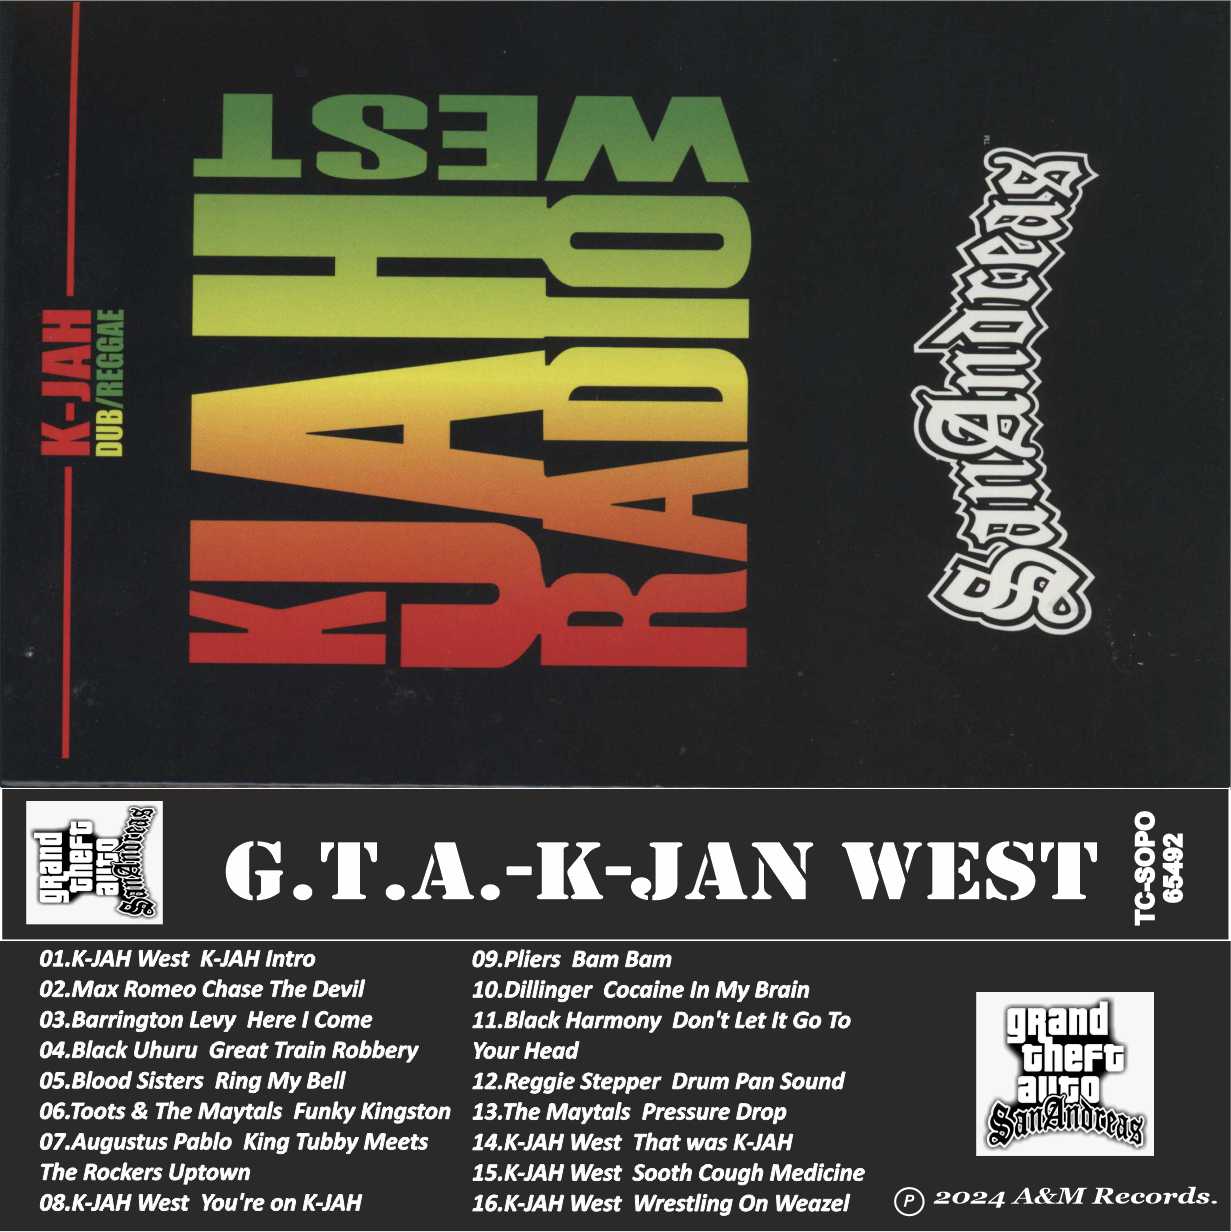 K-JAH
DUB/REGGAE
K JAH
RADIO
WEST
SanAndreas
™
grand
theft
auto
SanAndreas
G.T.A.-K-JAN WEST
TC-SOPO
65492
01.K-JAH West  K-JAH Intro
02.Max Romeo Chase The Devil
03.Barrington Levy  Here I Come
04.Black Uhuru  Great Train Robbery
05.Blood Sisters  Ring My Bell
06.Toots & The Maytals  Funky Kingston
07.Augustus Pablo  King Tubby Meets
The Rockers Uptown
08.K-JAH West  You're on K-JAH
09.Pliers  Bam Bam
10.Dillinger  Cocaine In My Brain
11.Black Harmony  Don't Let It Go To
Your Head
12.Reggie Stepper  Drum Pan Sound
13.The Maytals  Pressure Drop
14.K-JAH West  That was K-JAH
15.K-JAH West  Sooth Cough Medicine
16.K-JAH West  Wrestling On Weazel
grand
theft
auto
SanAndreas
℗ 2024 A&M Records.